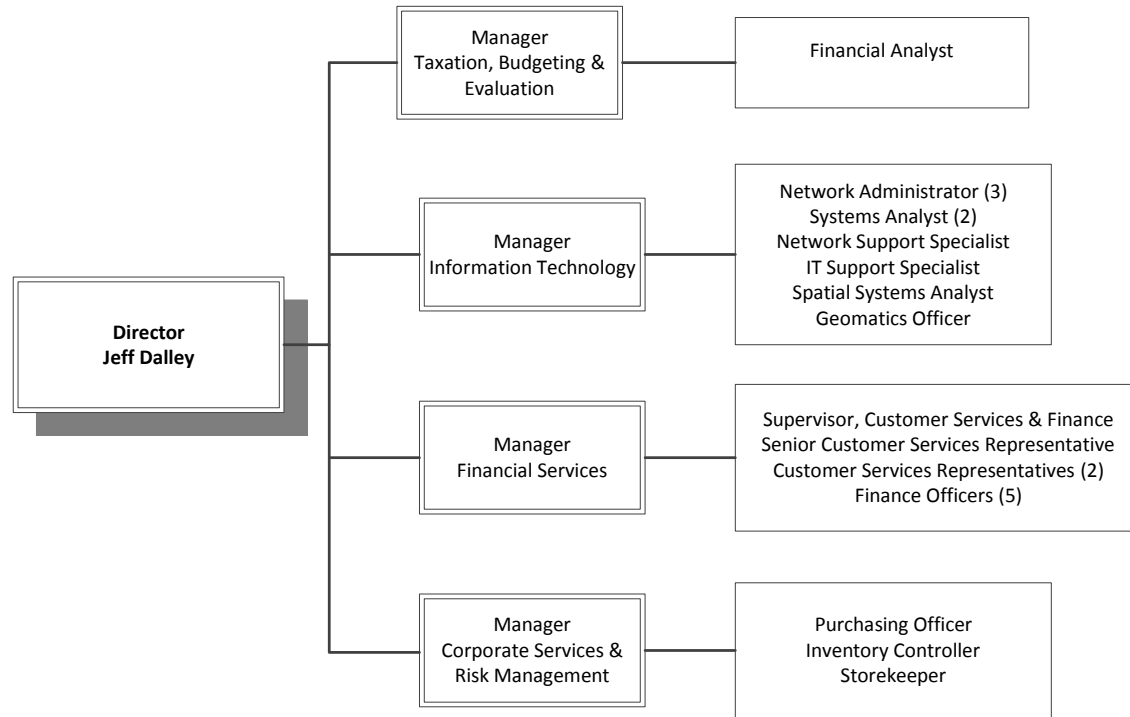 Manager
Taxation, Budgeting &
Evaluation
Financial Analyst
Manager
Information Technology
Network Administrator (3)
Systems Analyst (2)
Network Support Specialist
IT Support Specialist
Spatial Systems Analyst
Geomatics Officer
Director
Jeff Dalley
Manager
Financial Services
Supervisor, Customer Services & Finance
Senior Customer Services Representative
Customer Services Representatives (2)
Finance Officers (5)
Manager
Corporate Services &
Risk Management
Purchasing Officer
Inventory Controller
Storekeeper